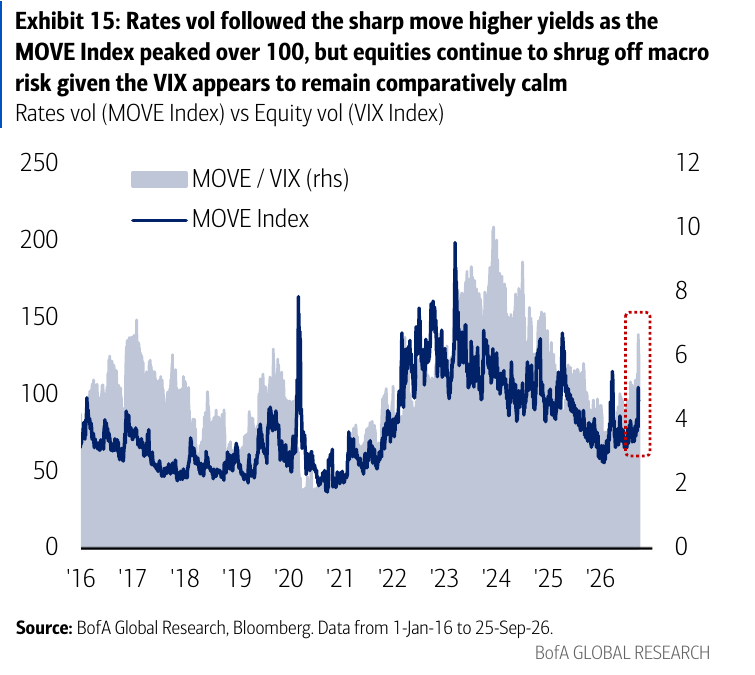 Exhibit 15: Rates vol followed the sharp move higher yields as the
MOVE Index peaked over 100, but equities continue to shrug off macro
risk given the VIX appears to remain comparatively calm
Rates vol (MOVE Index) vs Equity vol (VIX Index)
250
200
150
100
50
0
MOVE / VIX (rhs)
MOVE Index
12
10
8
6
4
2
0
'16 '17 '18 '19 '20 '21 '22 '23 '24 '25 '26
Source: BofA Global Research, Bloomberg. Data from 1-Jan-16 to 25-Sep-26.
BofA GLOBAL RESEARCH